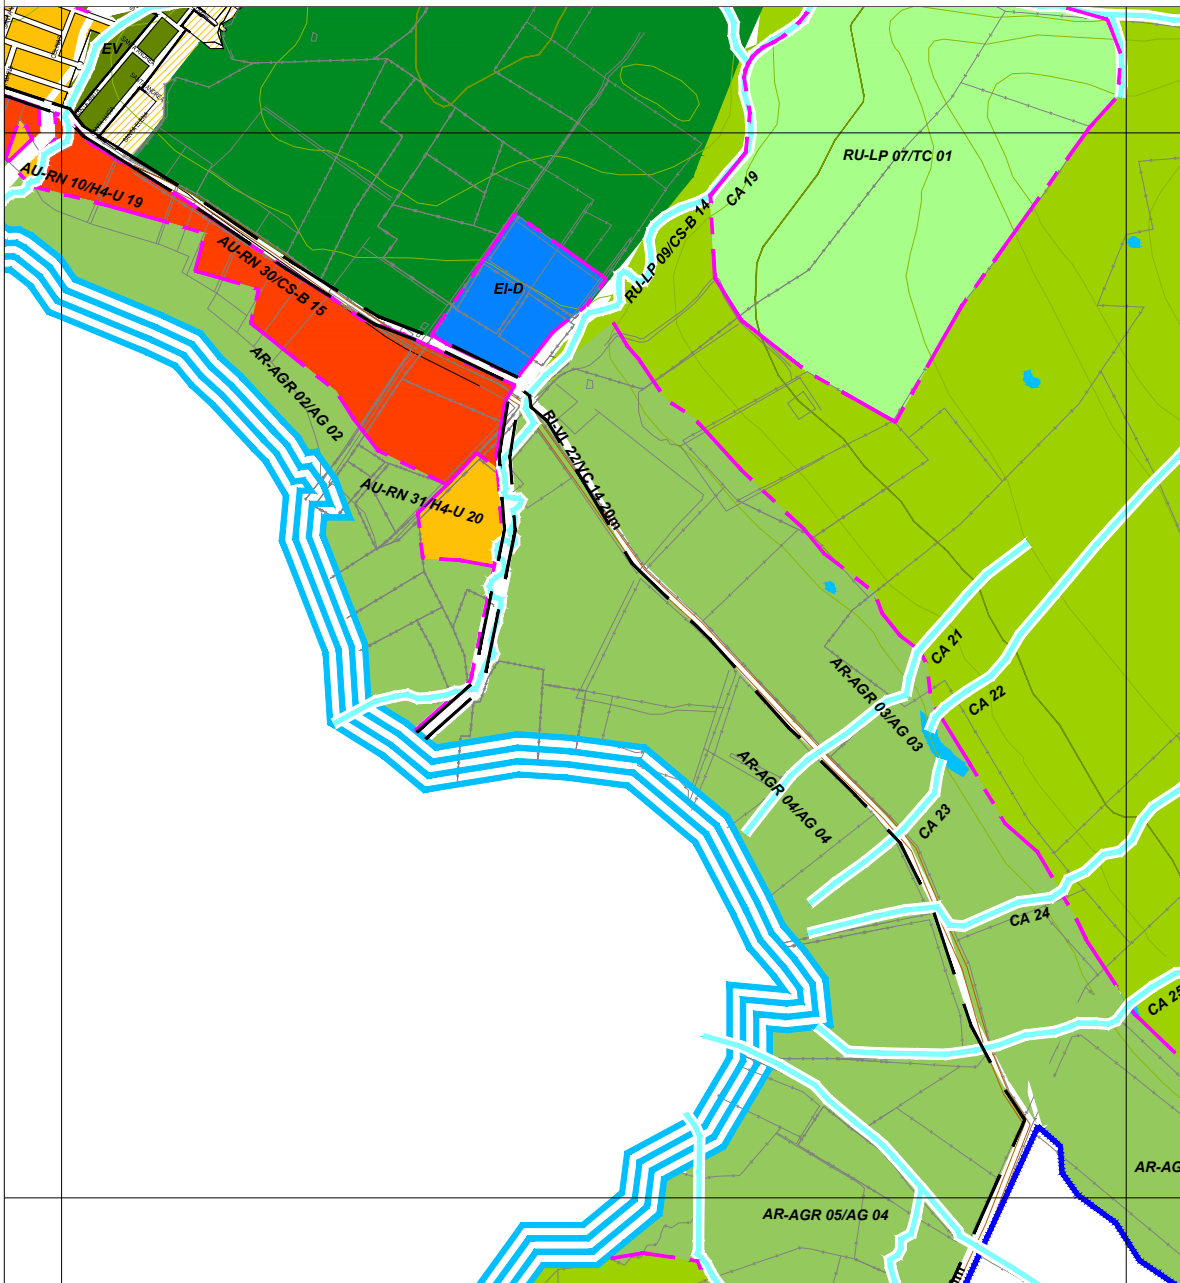 EV
RU-LP 07/TC 01
AU-RN 10/H4-U 19
CA 19
RU-LP 09/CS-B 14
AU-RN 30/CS-B 15
EI-D
AR-AGR 02/AG 02
RI-VL 22/VC 14 20m
AU-RN 31/H4-U 20
CA 21
AR-AGR 03/AG 03
CA 22
AR-AGR 04/AG 04
CA 23
CA 24
CA 25
AR-AG
AR-AGR 05/AG 04